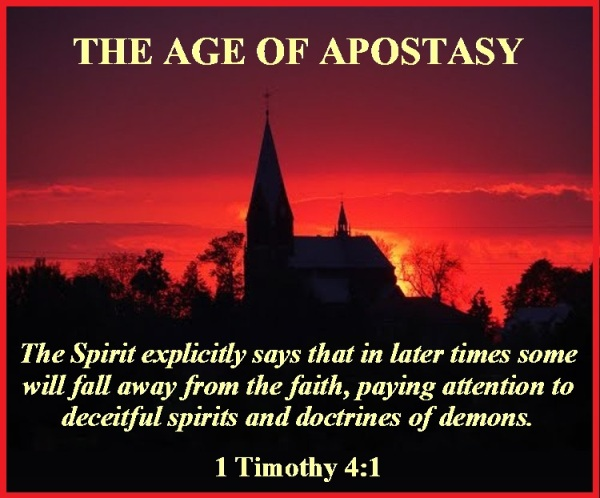 THE AGE OF APOSTASY
The Spirit explicitly says that in later times some
will fall away from the faith, paying attention to
deceitful spirits and doctrines of demons.
1 Timothy 4:1